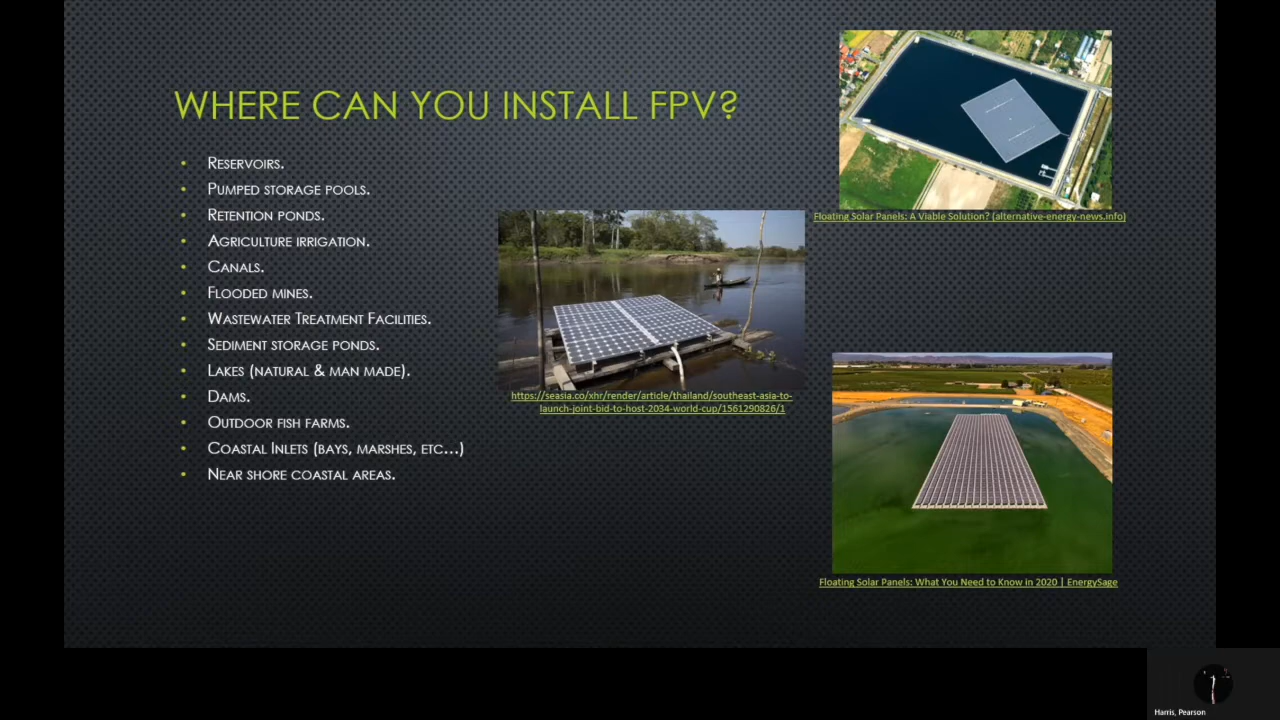 WHERE CAN YOU INSTALL FPV?
• RESERVOIRS.
• PUMPED STORAGE POOLS.
• RETENTION PONDS.
• AGRICULTURE IRRIGATION.
• CANALS.
• FLOODED MINES.
• WASTEWATER TREATMENT FACILITIES.
• SEDIMENT STORAGE PONDS.
• LAKES (NATURAL & MAN MADE).
• DAMS.
• OUTDOOR FISH FARMS.
• COASTAL INLETS (BAYS, MARSHES, ETC...)
• NEAR SHORE COASTAL AREAS.
https://seasia.co/xhr/render/article/thailand/southeast-asia-to-
launch-joint-bid-to-host-2034-world-cup/1561290826/1
Floating Solar Panels: A Viable Solution? (alternative-energy-news.info)
Floating Solar Panels: What You Need to Know in 2020 | EnergySage
Harris, Pearson